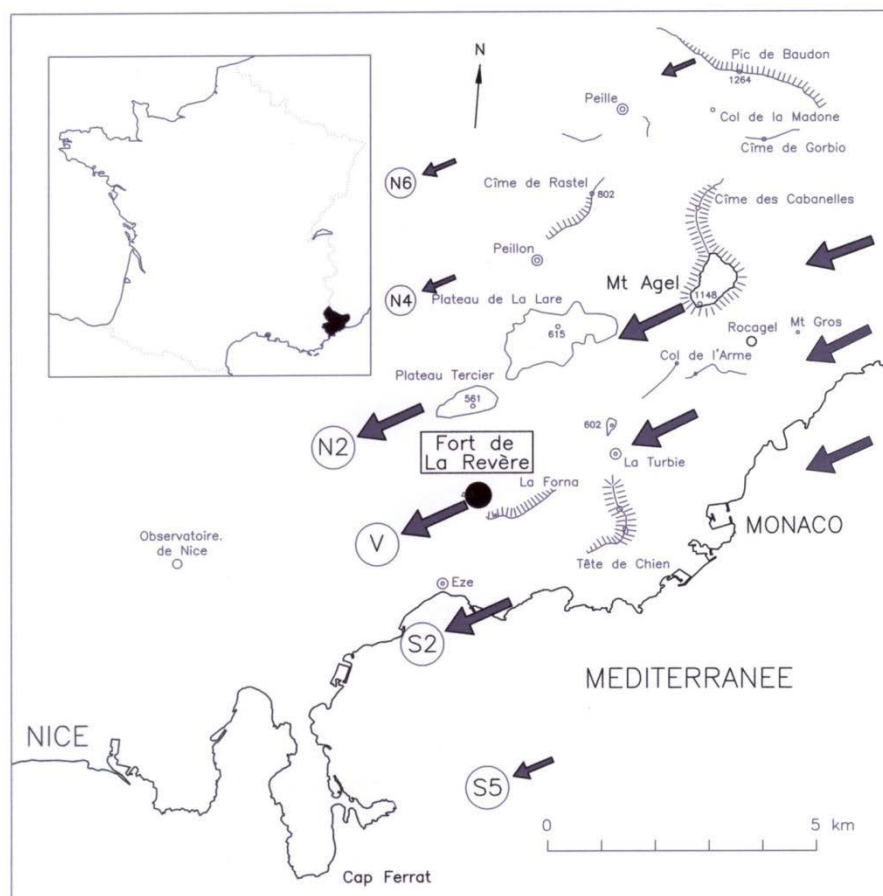 N
Pic de Baudon
1264
Peille
Col de la Madone
Cîme de Gorbio
N6
Cîme de Rastel
802
Cîme des Cabanelles
Peillon
N4
Mt Agel
1148
Plateau de La Lare
615
Rocagel
Mt Gros
Col de l'Arme
Plateau Tercier
561
N2
602
Fort de
La Revère
La Turbie
La Forna
V
MONACO
Observatoire.
de Nice
Tête de Chien
Eze
S2
MEDITERRANEE
NICE
S5
0
5 km
Cap Ferrat